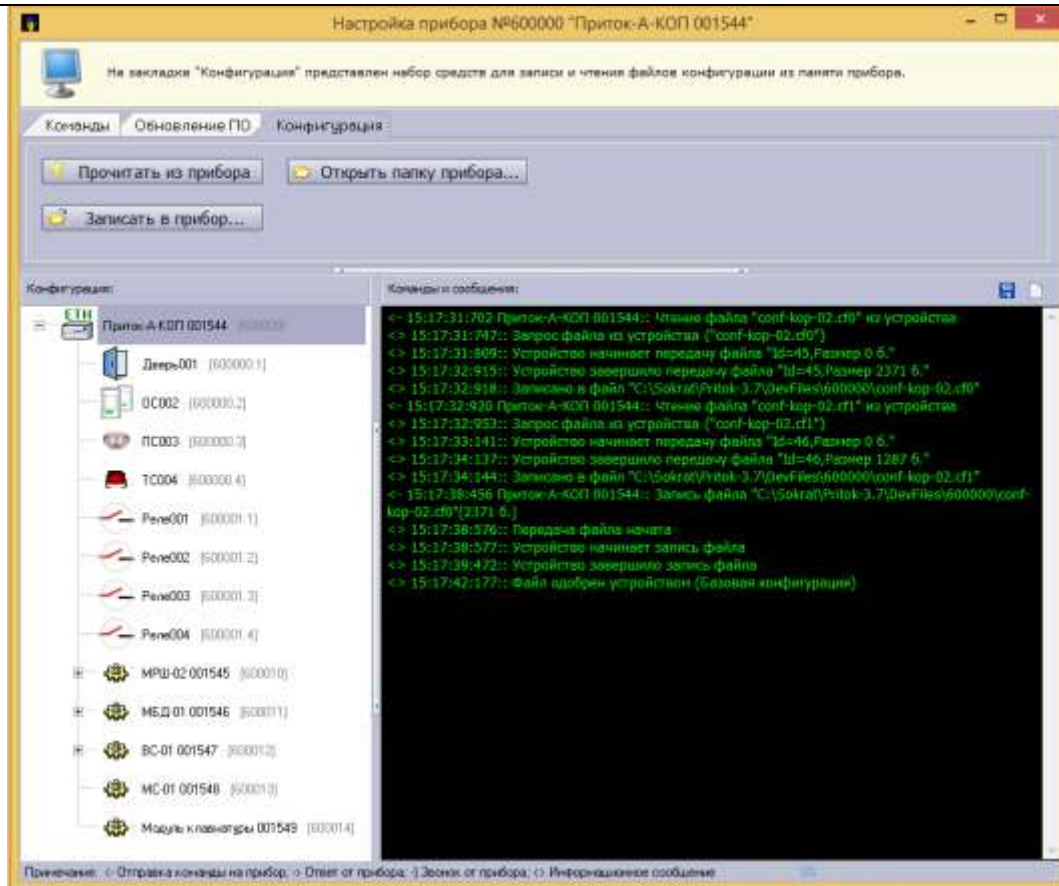 Настройка прибора №600000 "Приток-А-КОП 001544"
На закладке "Конфигурация" представлен набор средств для записи и чтения файлов конфигурации из памяти прибора.
Команды Обновление ПО Конфигурация
Прочитать из прибора Открыть папку прибора...
Записать в прибор...
Конфигурация:
Приток-А-КОП 001544 [600000]
Дверь001 [600000.1]
ОС002 [600000.2]
ПС003 [600000.3]
ТС004 [600000.4]
Реле001 [600001.1]
Реле002 [600001.2]
Реле003 [600001.3]
Реле004 [600001.4]
МРШ-02 001545 [600010]
МБД-01 001546 [600011]
ВС-01 001547 [600012]
МС-01 001548 [600013]
Модуль клавиатуры 001549 [600014]
Команды и сообщения:
<- 15:17:31:702 Приток-А-КОП 001544:: Чтение файла "conf-kop-02.cf0" из устройства
<> 15:17:31:747:: Запрос файла из устройства ("conf-kop-02.cf0")
<> 15:17:31:809:: Устройство начинает передачу файла "Id=45,Размер 0 б."
<> 15:17:32:915:: Устройство завершило передачу файла "Id=45,Размер 2371 б."
<> 15:17:32:918:: Записано в файл "C:\Sokrat\Pritok-3.7\DevFiles\600000\conf-kop-02.cf0"
<- 15:17:32:920 Приток-А-КОП 001544:: Чтение файла "conf-kop-02.cf1" из устройства
<> 15:17:32:953:: Запрос файла из устройства ("conf-kop-02.cf1")
<> 15:17:33:141:: Устройство начинает передачу файла "Id=46,Размер 0 б."
<> 15:17:34:137:: Устройство завершило передачу файла "Id=46,Размер 1287 б."
<> 15:17:34:144:: Записано в файл "C:\Sokrat\Pritok-3.7\DevFiles\600000\conf-kop-02.cf1"
<- 15:17:38:456 Приток-А-КОП 001544:: Запись файла "C:\Sokrat\Pritok-3.7\DevFiles\600000\conf-
kop-02.cf0"[2371 б.]
<> 15:17:38:576:: Передача файла начата
<> 15:17:38:577:: Устройство начинает запись файла
<> 15:17:39:472:: Устройство завершило запись файла
<> 15:17:42:177:: Файл одобрен устройством (Базовая конфигурация)
Примечание: <- Отправка команды на прибор; -> Ответ от прибора; -| Звонок от прибора; <> Информационное сообщение